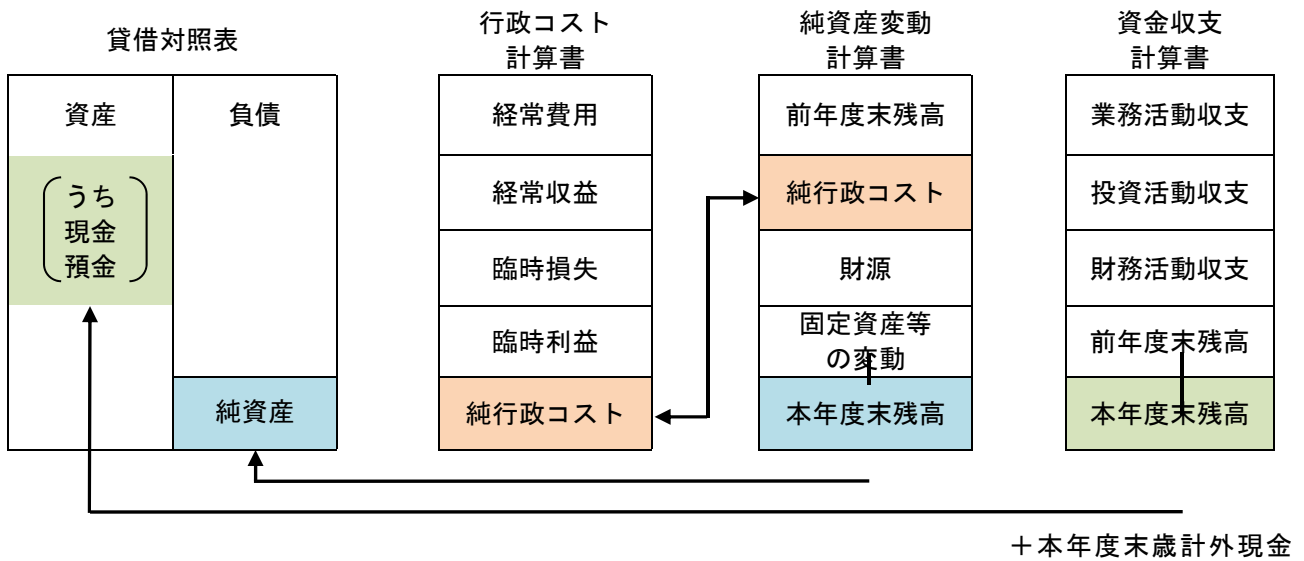 貸借対照表
資産
負債
うち
現金
預金
純資産
行政コスト
計算書
経常費用
経常収益
臨時損失
臨時利益
純行政コスト
純資産変動
計算書
前年度末残高
純行政コスト
財源
固定資産等
の変動
本年度末残高
資金収支
計算書
業務活動収支
投資活動収支
財務活動収支
前年度末残高
本年度末残高
＋本年度末歳計外現金